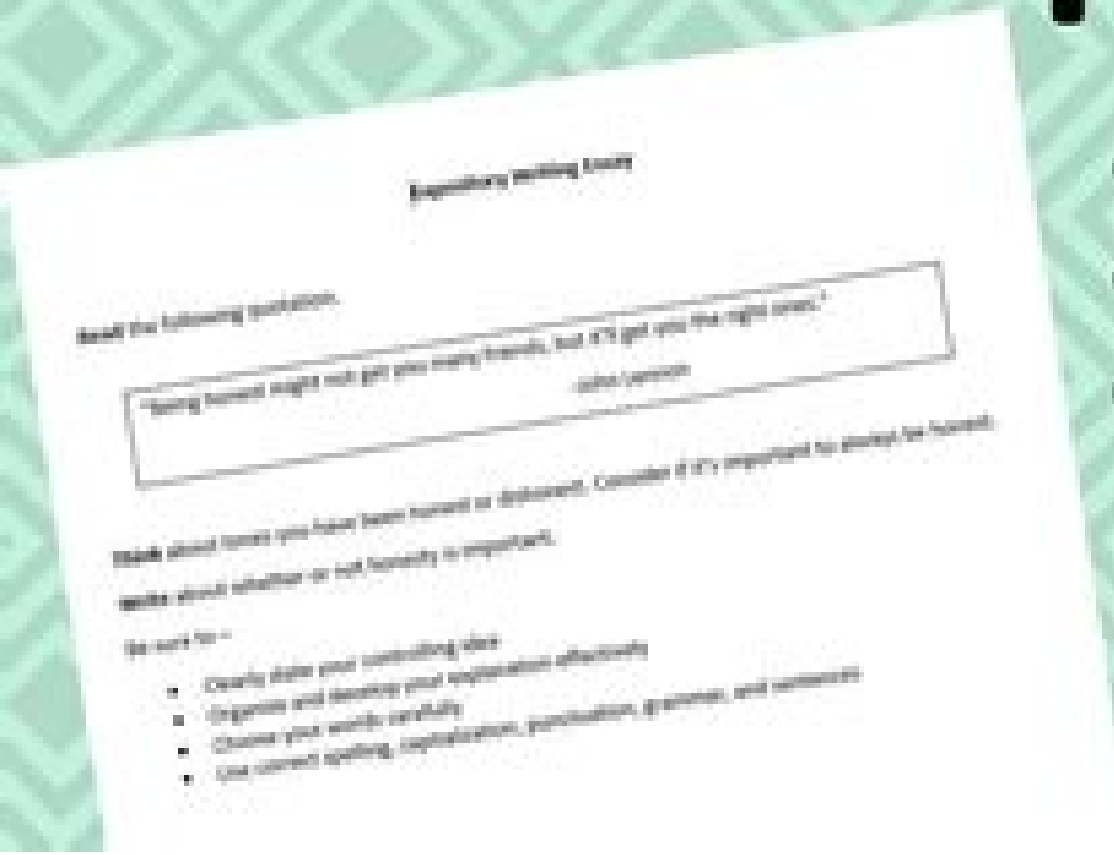 Expository Writing Essay
Read the following quotation.
"Being honest might not get you many friends, but it'll get you the right ones."
-John Lennon
Think about times you have been honest or dishonest. Consider if it's important to always be honest.
Write about whether or not honesty is important.
Be sure to –
• Clearly state your controlling idea
• Organize and develop your explanation effectively
• Choose your words carefully
• Use correct spelling, capitalization, punctuation, grammar, and sentences